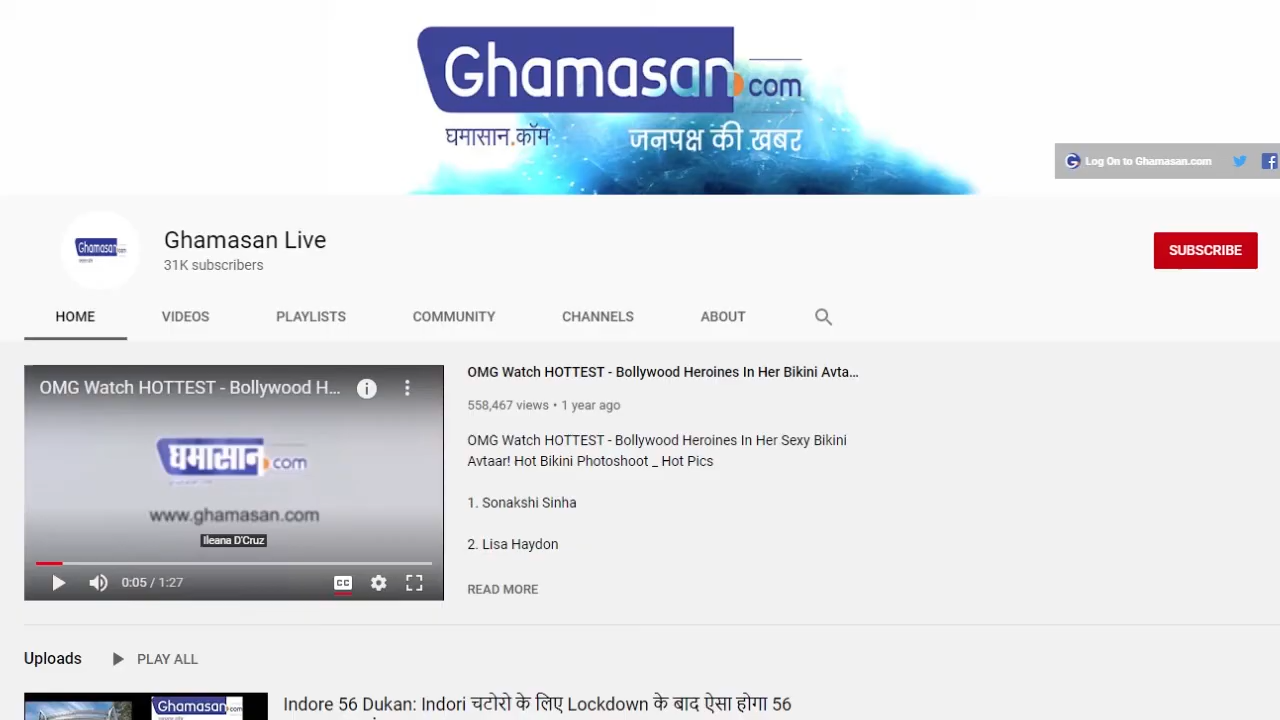 Ghamasan.com
घमासान.कॉम
जनपक्ष की खबर
Log On to Ghamasan.com
Ghamasan
Ghamasan Live
31K subscribers
SUBSCRIBE
HOME
VIDEOS
PLAYLISTS
COMMUNITY
CHANNELS
ABOUT
OMG Watch HOTTEST - Bollywood H...
घमासान.com
www.ghamasan.com
Ileana D'Cruz
0:05 / 1:27
CC
OMG Watch HOTTEST - Bollywood Heroines In Her Bikini Avta...
558,467 views • 1 year ago
OMG Watch HOTTEST - Bollywood Heroines In Her Sexy Bikini
Avtaar! Hot Bikini Photoshoot _ Hot Pics
1. Sonakshi Sinha
2. Lisa Haydon
READ MORE
Uploads
PLAY ALL
Ghamasan
Indore 56 Dukan: Indori चटोरो के लिए Lockdown के बाद ऐसा होगा 56